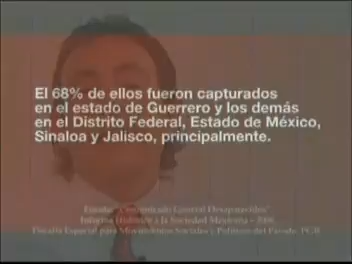 El 68% de ellos fueron capturados
en el estado de Guerrero y los demás
en el Distrito Federal, Estado de México,
Sinaloa y Jalisco, principalmente.
Fuente: "Comunicado General Desaparecidos"
Informe Histórico a la Sociedad Mexicana - 2006
Fiscalía Especial para Movimientos Sociales y Políticos del Pasado, PGR